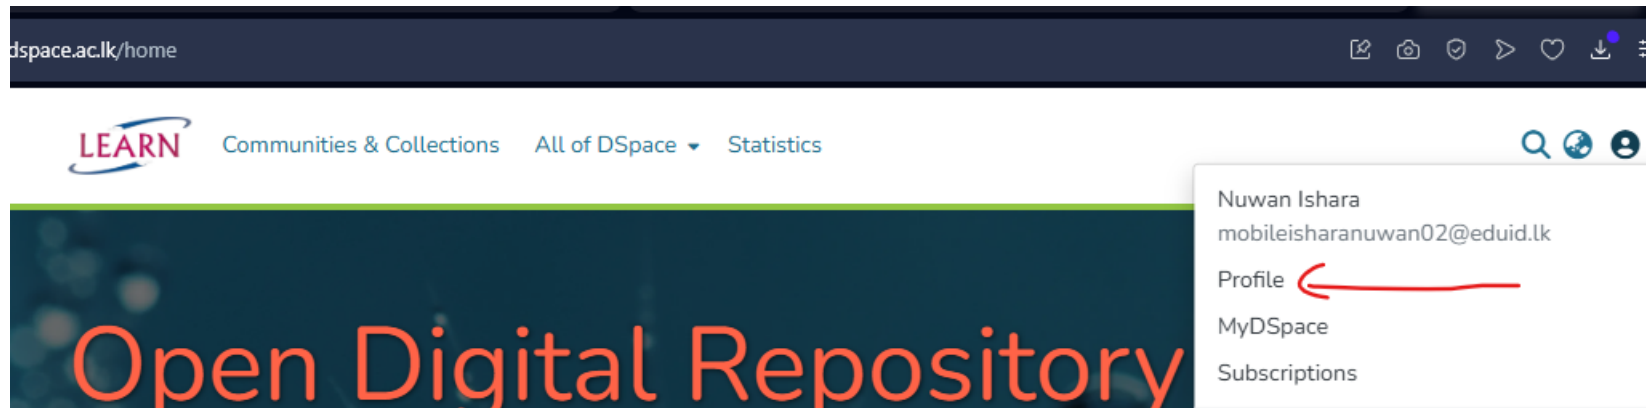 dspace.ac.lk/home
LEARN Communities & Collections All of DSpace Statistics
Nuwan Ishara
mobileisharanuwan02@eduid.lk
Profile
MyDSpace
Subscriptions
Open Digital Repository